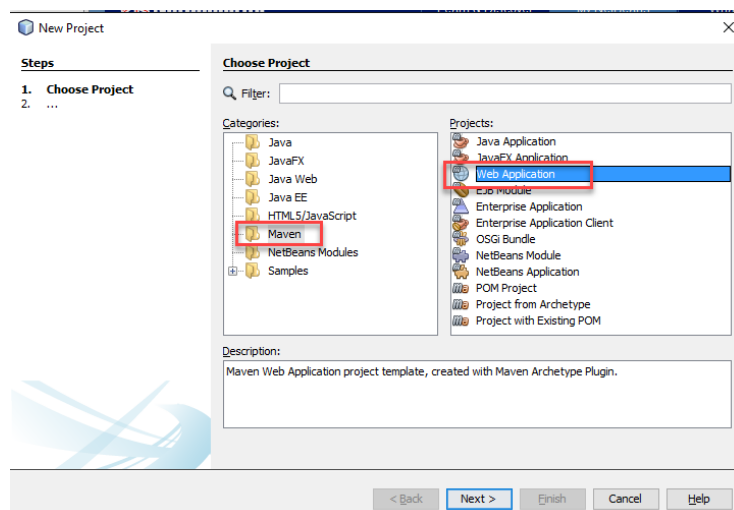 New Project
Steps
1. Choose Project
2. ...
Choose Project
Filter:
Categories:
Java
JavaFX
Java Web
Java EE
HTML5/JavaScript
Maven
NetBeans Modules
Samples
Projects:
Java Application
JavaFX Application
Web Application
EJB Module
Enterprise Application
Enterprise Application Client
OSGi Bundle
NetBeans Module
NetBeans Application
POM Project
Project from Archetype
Project with Existing POM
Description:
Maven Web Application project template, created with Maven Archetype Plugin.
< Back Next > Finish Cancel Help